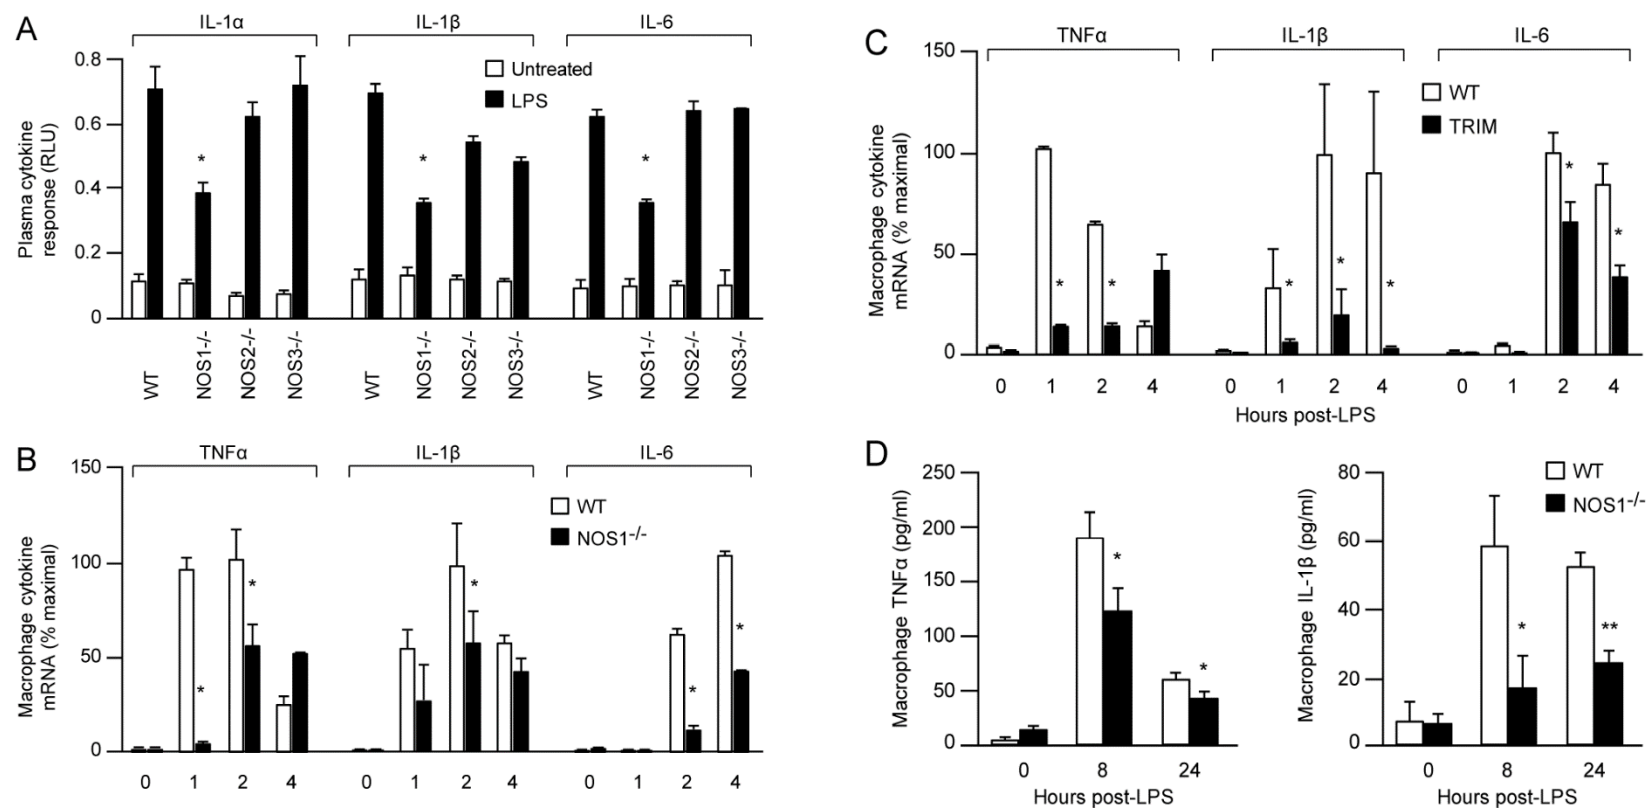 A
IL-1α
IL-1β
IL-6
0.8
0.6
0.4
0.2
0
Plasma cytokine
response (RLU)
Untreated
LPS
*
*
*
WT
NOS1-/-
NOS2-/-
NOS3-/-
WT
NOS1-/-
NOS2-/-
NOS3-/-
WT
NOS1-/-
NOS2-/-
NOS3-/-
B
TNFα
IL-1β
IL-6
150
100
50
0
Macrophage cytokine
mRNA (% maximal)
WT
NOS1-/-
*
*
*
*
*
0 1 2 4 0 1 2 4 0 1 2 4
C
TNFα
IL-1β
IL-6
150
100
50
0
Macrophage cytokine
mRNA (% maximal)
WT
TRIM
*
*
*
*
*
*
*
0 1 2 4 0 1 2 4 0 1 2 4
Hours post-LPS
D
250
200
150
100
50
0
Macrophage TNFα (pg/ml)
*
*
0 8 24
Hours post-LPS
80
60
40
20
0
Macrophage IL-1β (pg/ml)
WT
NOS1-/-
*
**
0 8 24
Hours post-LPS